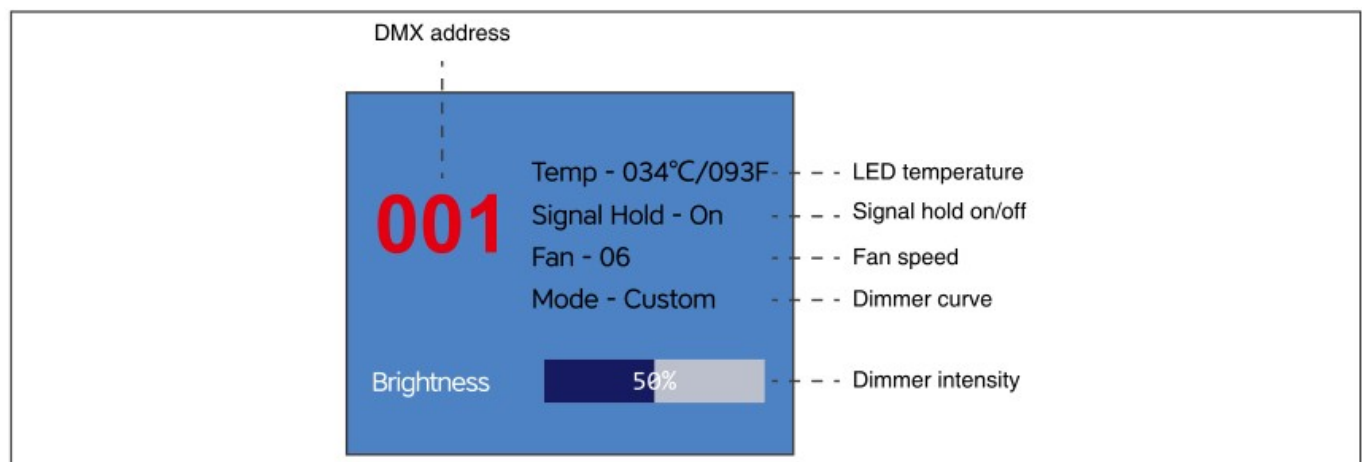 DMX address
001
Temp - 034℃/093F
LED temperature
Signal Hold - On
Signal hold on/off
Fan - 06
Fan speed
Mode - Custom
Dimmer curve
Brightness
50%
Dimmer intensity